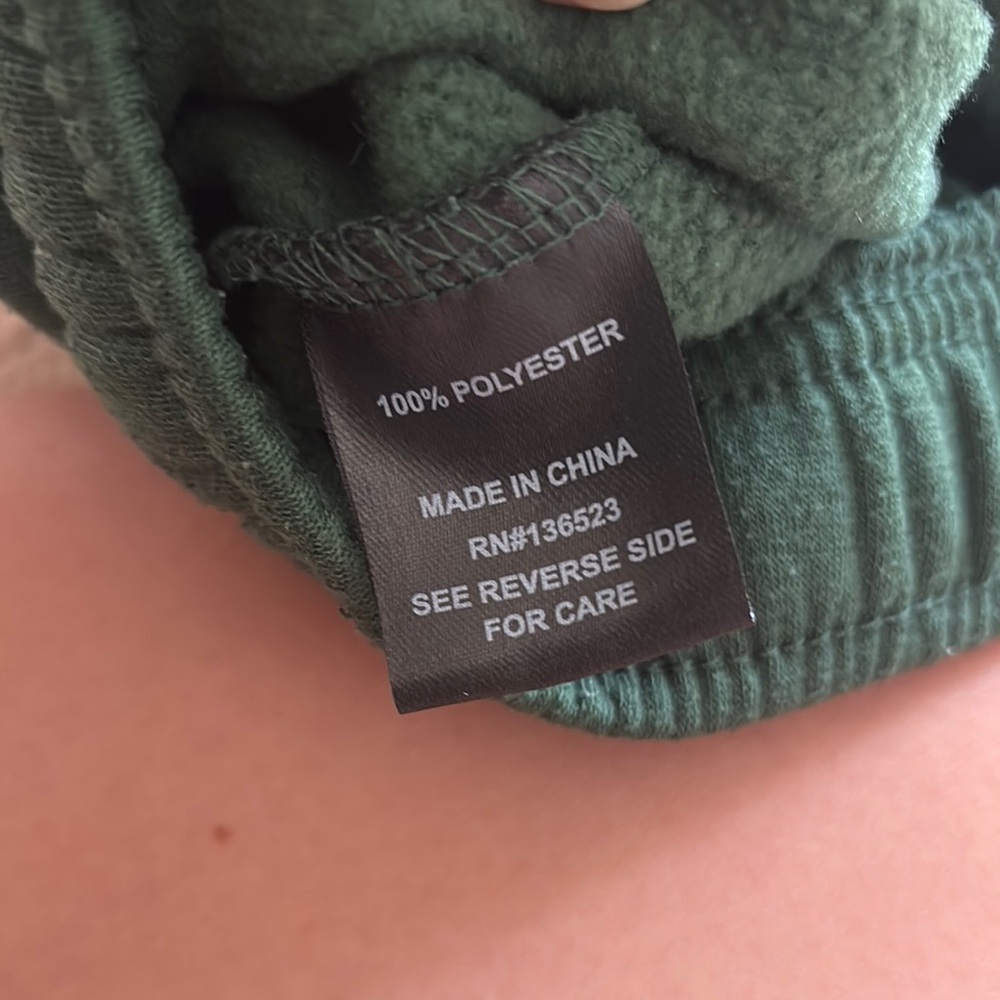 100% POLYESTER
MADE IN CHINA
RN#136523
SEE REVERSE SIDE
FOR CARE